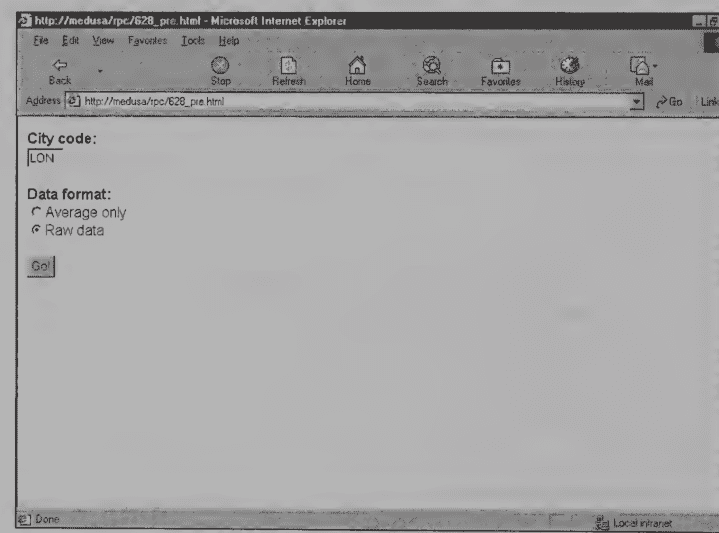 http://medusa/rpc/628_pre.html - Microsoft Internet Explorer
File Edit View Favorites Tools Help
Back Stop Refresh Home Search Favorites History Mail
Address http://medusa/rpc/628_pre.html Go Link
City code:
LON
Data format:
Average only
Raw data
Go!
Done Local intranet